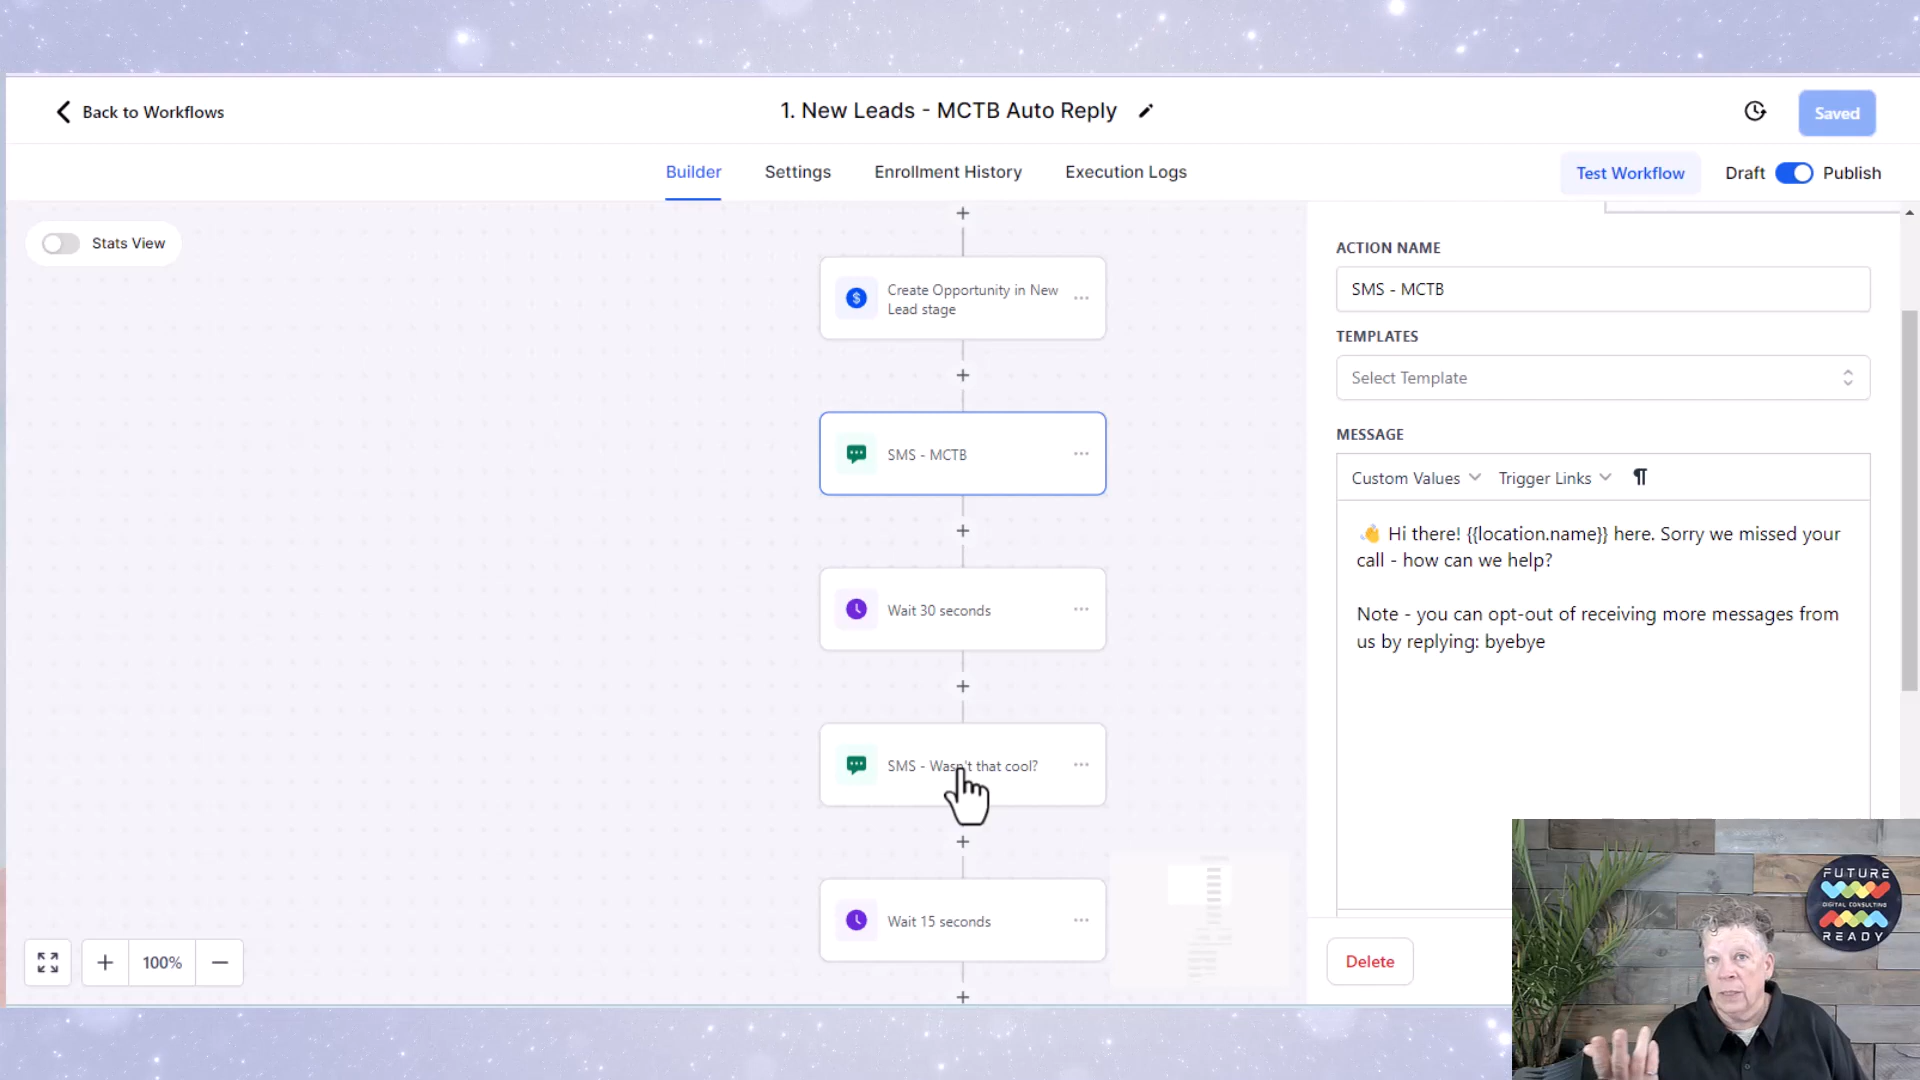 Back to Workflows
1. New Leads - MCTB Auto Reply
Saved
Builder
Settings
Enrollment History
Execution Logs
Test Workflow
Draft
Publish
Stats View
Create Opportunity in New
Lead stage
SMS - MCTB
Wait 30 seconds
SMS - Wasn't that cool?
Wait 15 seconds
100%
ACTION NAME
SMS - MCTB
TEMPLATES
Select Template
MESSAGE
Custom Values
Trigger Links
👋 Hi there! {{location.name}} here. Sorry we missed your
call - how can we help?
Note - you can opt-out of receiving more messages from
us by replying: byebye
Delete
FUTURE
DIGITAL CONSULTING
READY